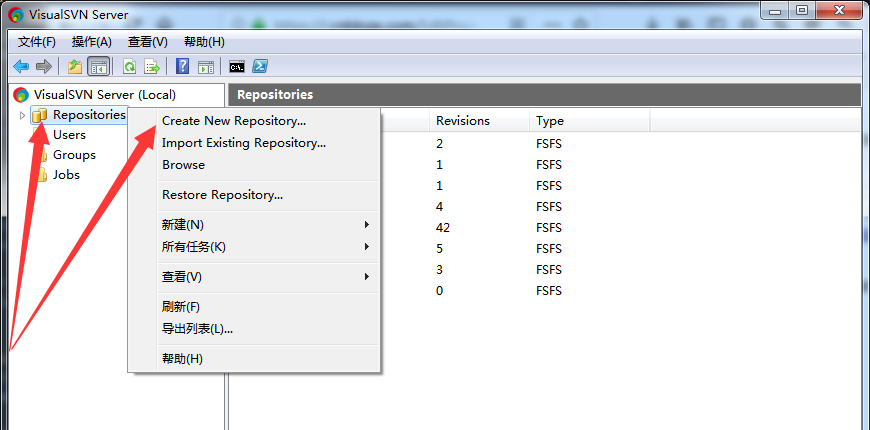 VisualSVN Server
文件(F) 操作(A) 查看(V) 帮助(H)
VisualSVN Server (Local)
Repositories
Users
Groups
Jobs
Repositories
Revisions Type
2 FSFS
1 FSFS
1 FSFS
4 FSFS
42 FSFS
5 FSFS
3 FSFS
0 FSFS
Create New Repository...
Import Existing Repository...
Browse
Restore Repository...
新建(N)
所有任务(K)
查看(V)
刷新(F)
导出列表(L)...
帮助(H)